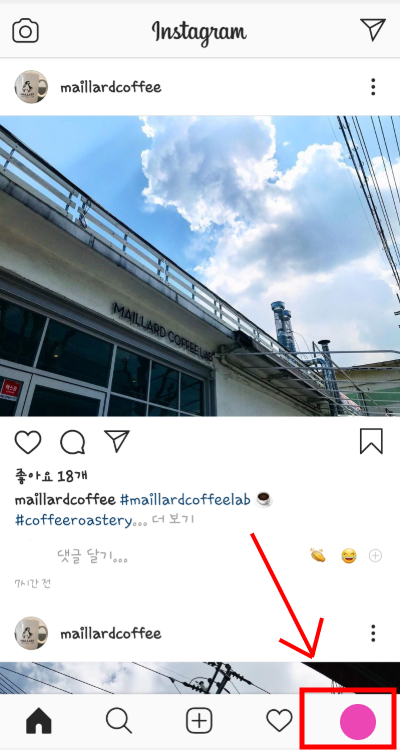 Instagram
maillardcoffee
MAILLARD COFFEE LAB
좋아요 18개
maillardcoffee #maillardcoffeelab ☕
#coffeeroastery... 더 보기
댓글 달기...
7시간 전
maillardcoffee